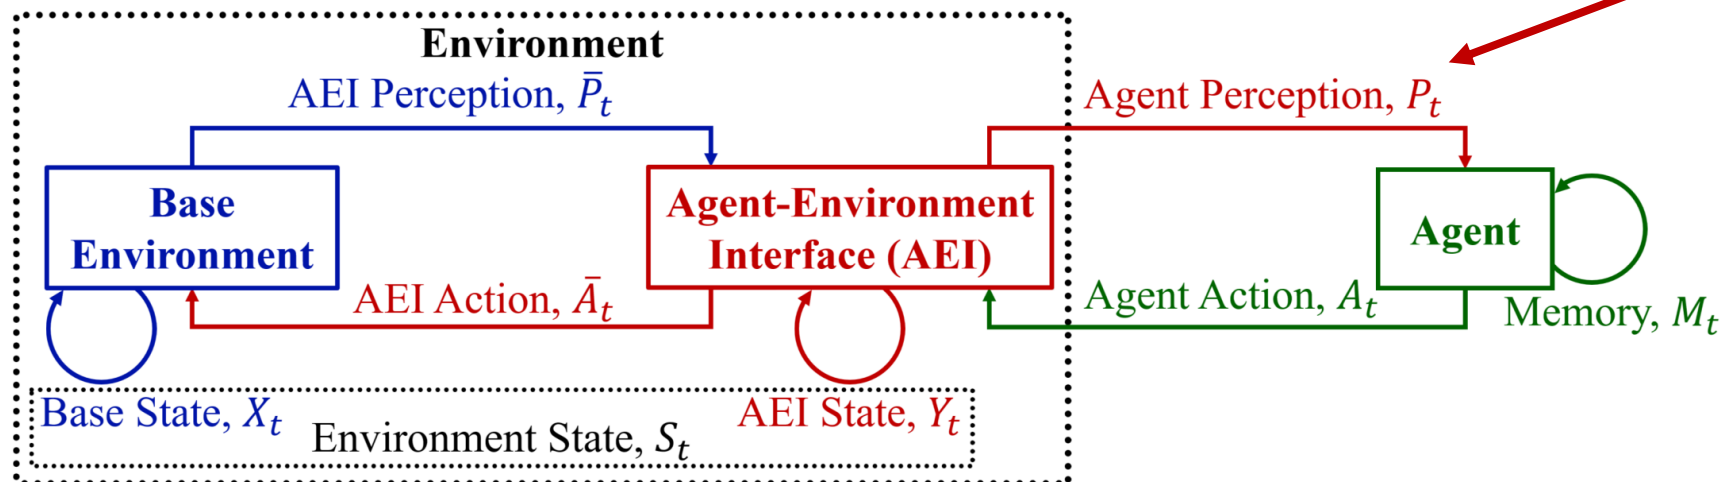 Environment
AEI Perception, P̄ₜ
Agent Perception, Pₜ
Base
Environment
Agent-Environment
Interface (AEI)
Agent
AEI Action, Āₜ
Agent Action, Aₜ
Memory, Mₜ
Base State, Xₜ
AEI State, Yₜ
Environment State, Sₜ